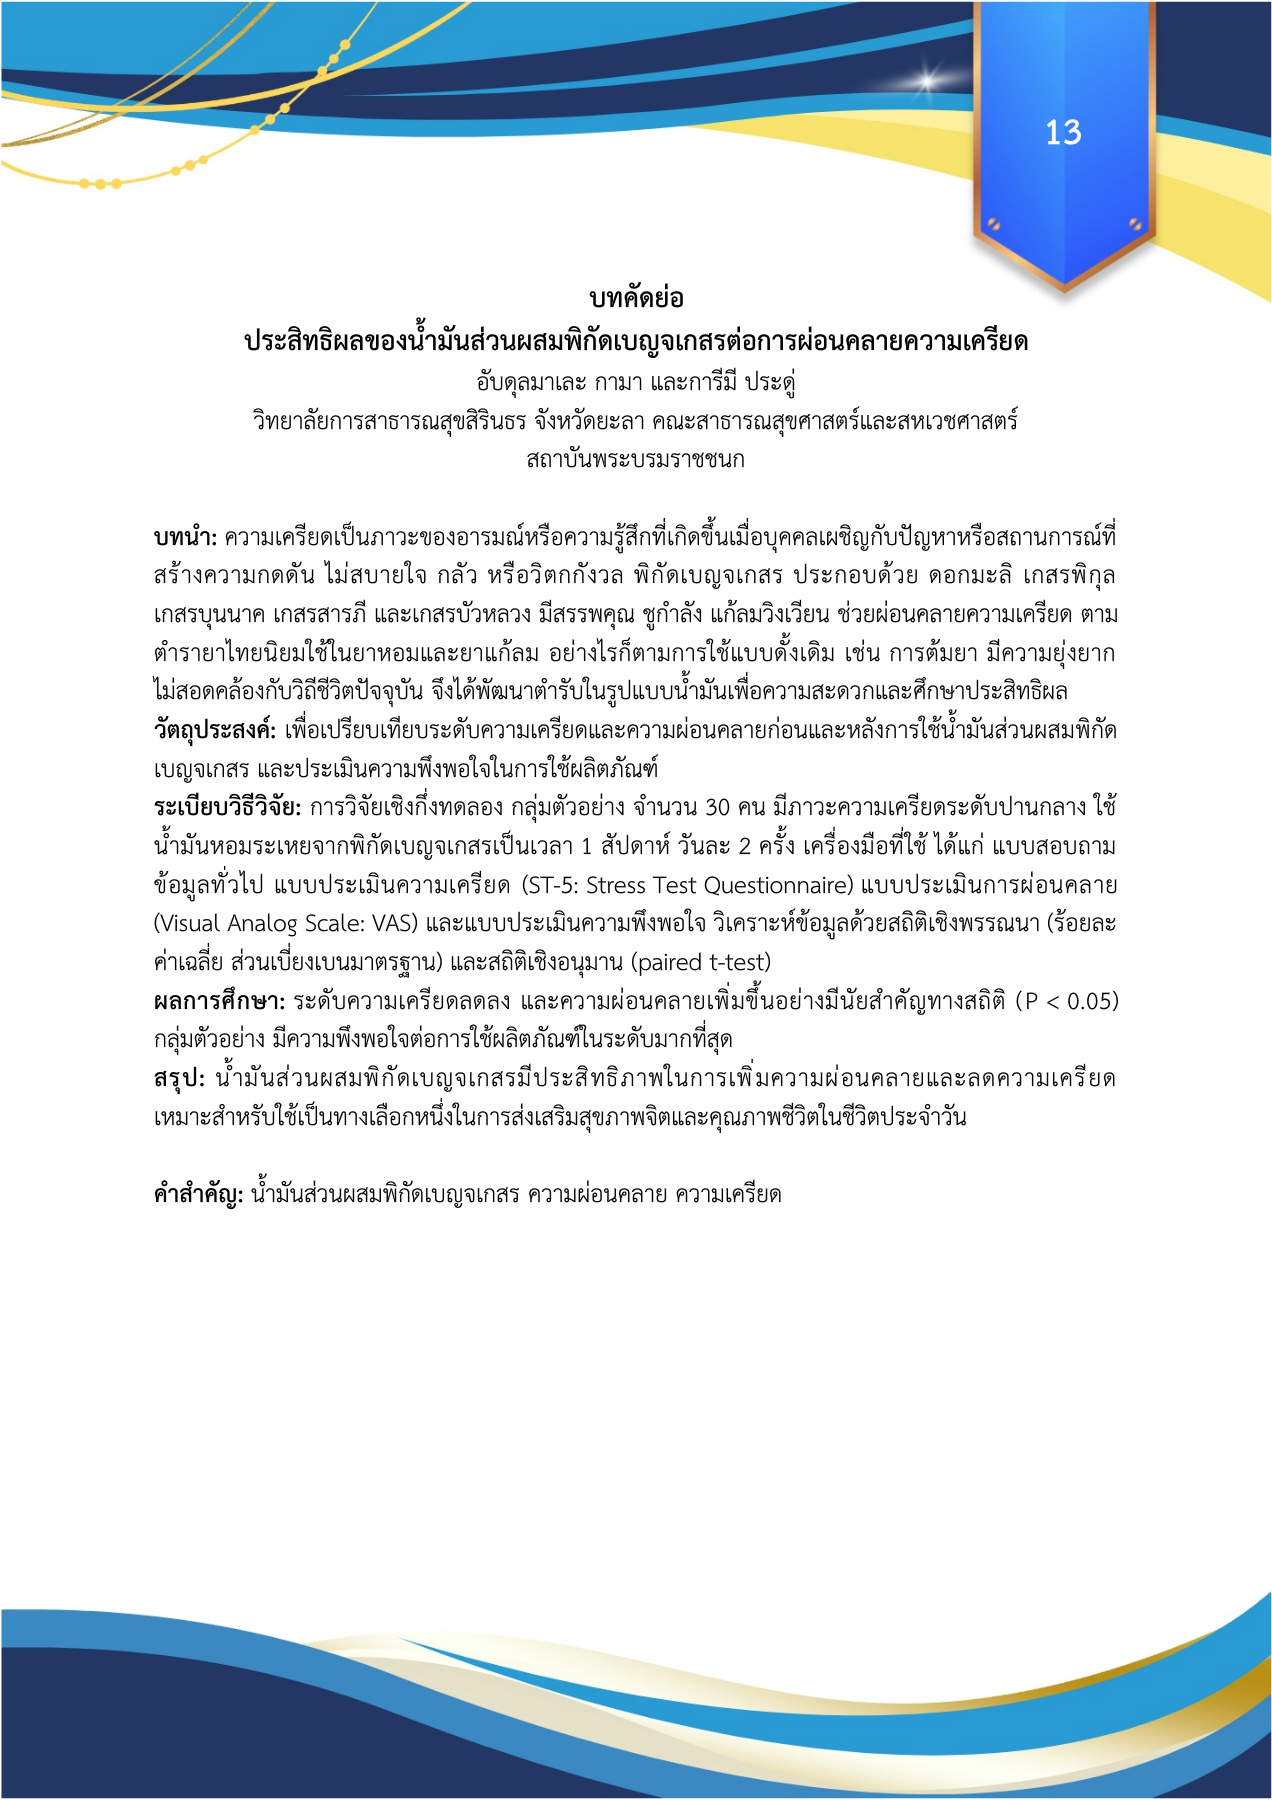 13
บทคัดย่อ
ประสิทธิผลของน้ำมันส่วนผสมพิกัดเบญจเกสรต่อการผ่อนคลายความเครียด
อับดุลมาเละ กามา และการีมี ประดู่
วิทยาลัยการสาธารณสุขสิรินธร จังหวัดยะลา คณะสาธารณสุขศาสตร์และสหเวชศาสตร์
สถาบันพระบรมราชชนก
บทนำ: ความเครียดเป็นภาวะของอารมณ์หรือความรู้สึกที่เกิดขึ้นเมื่อบุคคลเผชิญกับปัญหาหรือสถานการณ์ที่
สร้างความกดดัน ไม่สบายใจ กลัว หรือวิตกกังวล พิกัดเบญจเกสร ประกอบด้วย ดอกมะลิ เกสรพิกุล
เกสรบุนนาค เกสรสารภี และเกสรบัวหลวง มีสรรพคุณ ชูกำลัง แก้ลมวิงเวียน ช่วยผ่อนคลายความเครียด ตาม
ตำรายาไทยนิยมใช้ในยาหอมและยาแก้ลม อย่างไรก็ตามการใช้แบบดั้งเดิม เช่น การต้มยา มีความยุ่งยาก
ไม่สอดคล้องกับวิถีชีวิตปัจจุบัน จึงได้พัฒนาตำรับในรูปแบบน้ำมันเพื่อความสะดวกและศึกษาประสิทธิผล
วัตถุประสงค์: เพื่อเปรียบเทียบระดับความเครียดและความผ่อนคลายก่อนและหลังการใช้น้ำมันส่วนผสมพิกัด
เบญจเกสร และประเมินความพึงพอใจในการใช้ผลิตภัณฑ์
ระเบียบวิธีวิจัย: การวิจัยเชิงกึ่งทดลอง กลุ่มตัวอย่าง จำนวน 30 คน มีภาวะความเครียดระดับปานกลาง ใช้
น้ำมันหอมระเหยจากพิกัดเบญจเกสรเป็นเวลา 1 สัปดาห์ วันละ 2 ครั้ง เครื่องมือที่ใช้ ได้แก่ แบบสอบถาม
ข้อมูลทั่วไป แบบประเมินความเครียด (ST-5: Stress Test Questionnaire) แบบประเมินการผ่อนคลาย
(Visual Analog Scale: VAS) และแบบประเมินความพึงพอใจ วิเคราะห์ข้อมูลด้วยสถิติเชิงพรรณนา (ร้อยละ
ค่าเฉลี่ย ส่วนเบี่ยงเบนมาตรฐาน) และสถิติเชิงอนุมาน (paired t-test)
ผลการศึกษา: ระดับความเครียดลดลง และความผ่อนคลายเพิ่มขึ้นอย่างมีนัยสำคัญทางสถิติ (P < 0.05)
กลุ่มตัวอย่าง มีความพึงพอใจต่อการใช้ผลิตภัณฑ์ในระดับมากที่สุด
สรุป: น้ำมันส่วนผสมพิกัดเบญจเกสรมีประสิทธิภาพในการเพิ่มความผ่อนคลายและลดความเครียด
เหมาะสำหรับใช้เป็นทางเลือกหนึ่งในการส่งเสริมสุขภาพจิตและคุณภาพชีวิตในชีวิตประจำวัน
คำสำคัญ: น้ำมันส่วนผสมพิกัดเบญจเกสร ความผ่อนคลาย ความเครียด